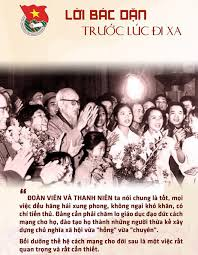 LỜI BÁC DẶN
TRƯỚC LÚC ĐI XA
“ ĐOÀN VIÊN VÀ THANH NIÊN ta nói chung là tốt, mọi
việc đều hăng hái xung phong, không ngại khó khăn, có
chí tiến thủ. Đảng cần phải chăm lo giáo dục đạo đức cách
mạng cho họ, đào tạo họ thành những người thừa kế xây
dựng chủ nghĩa xã hội vừa "hồng" vừa "chuyên".
Bồi dưỡng thế hệ cách mạng cho đời sau là một việc rất
quan trọng và rất cần thiết.